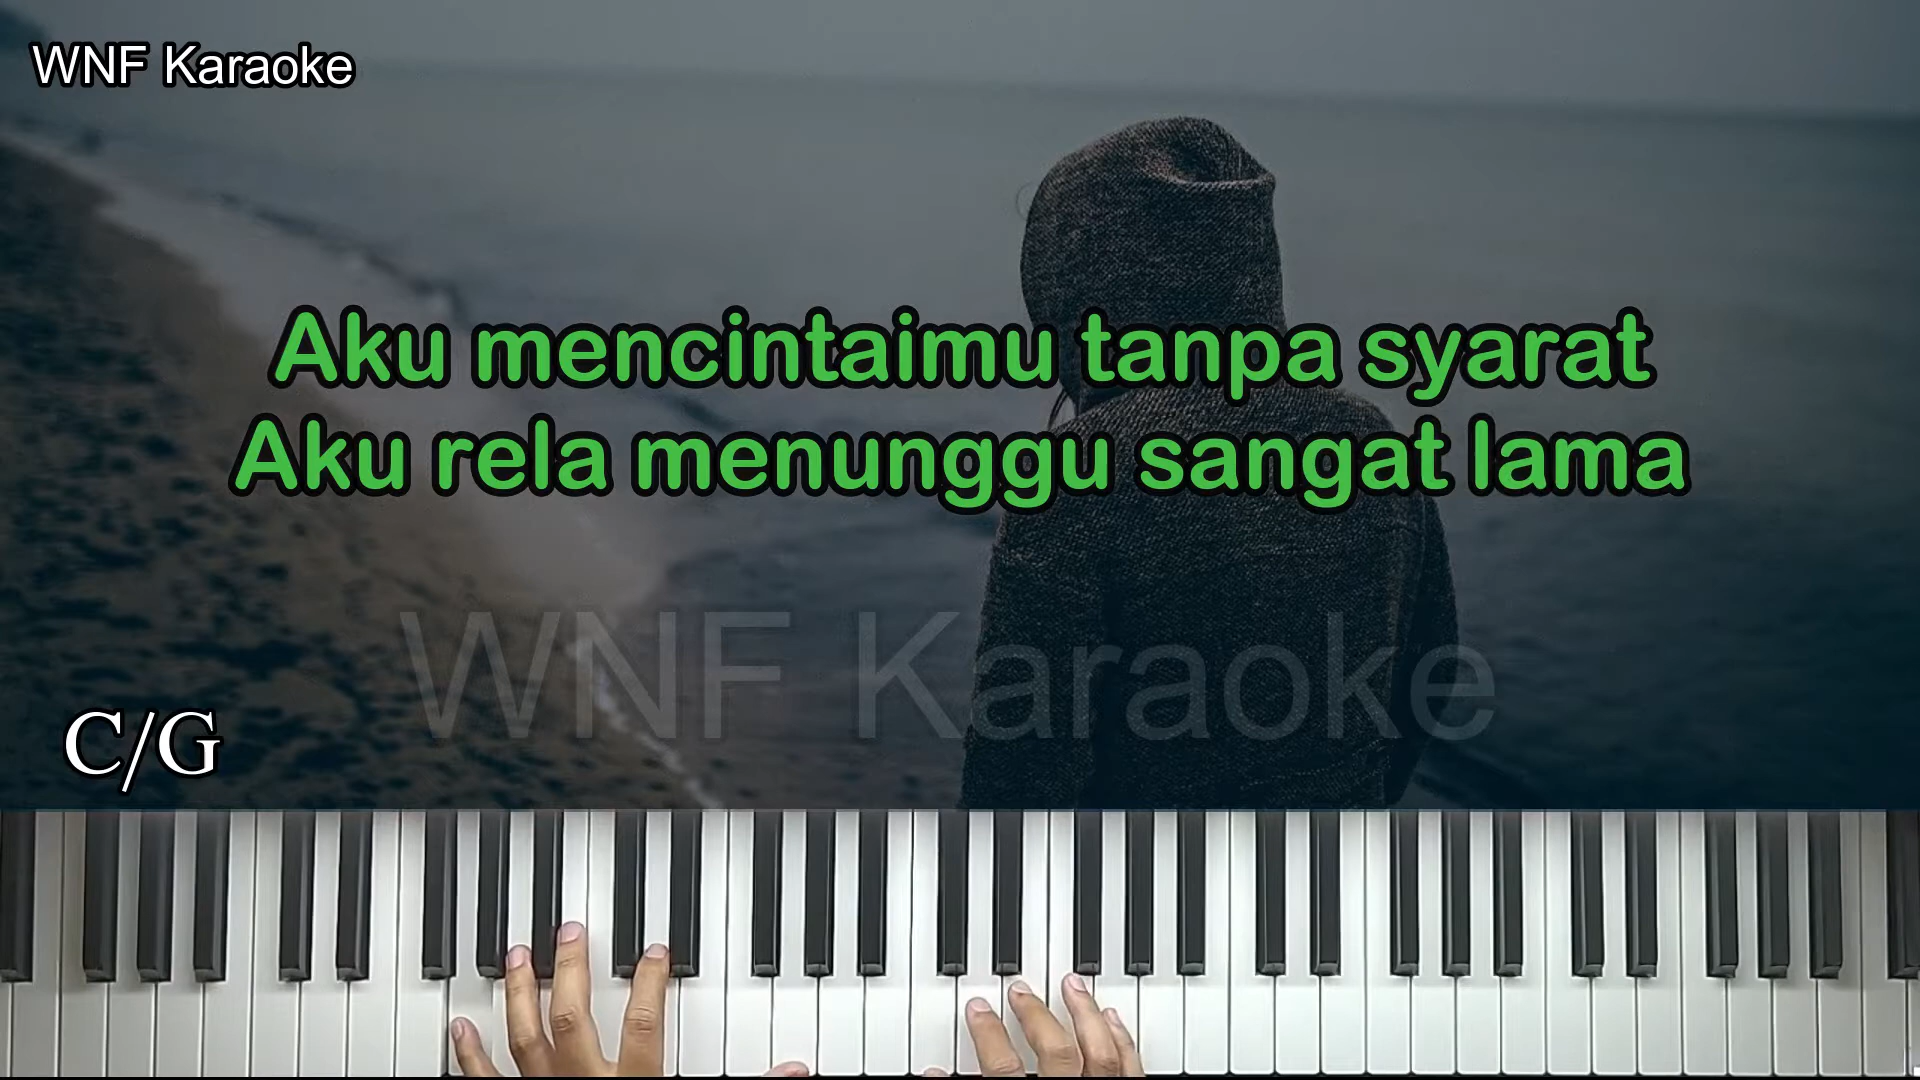 WNF Karaoke
Aku mencintaimu tanpa syarat
Aku rela menunggu sangat lama
WNF Karaoke
C/G